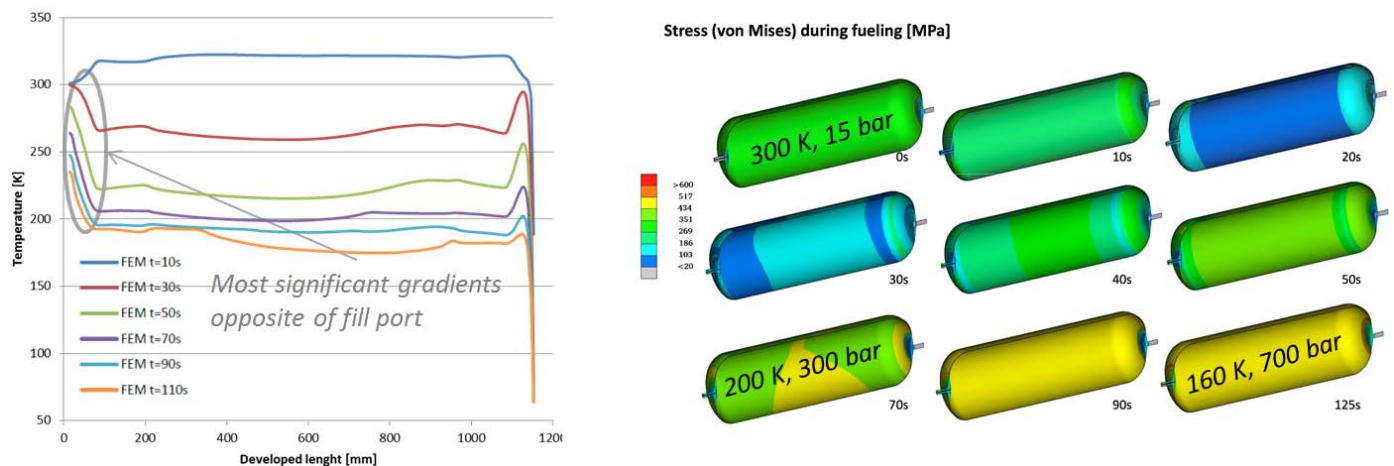 350
300
250
200
150
100
50
0
200
400
600
800
1000
1200
Temperature [K]
Developed lenght [mm]
FEM t=10s
FEM t=30s
FEM t=50s
FEM t=70s
FEM t=90s
FEM t=110s
Most significant gradients
opposite of fill port
Stress (von Mises) during fueling [MPa]
300 K, 15 bar
0s
10s
20s
>600
517
434
351
269
186
103
<20
30s
40s
50s
200 K, 300 bar
70s
90s
160 K, 700 bar
125s